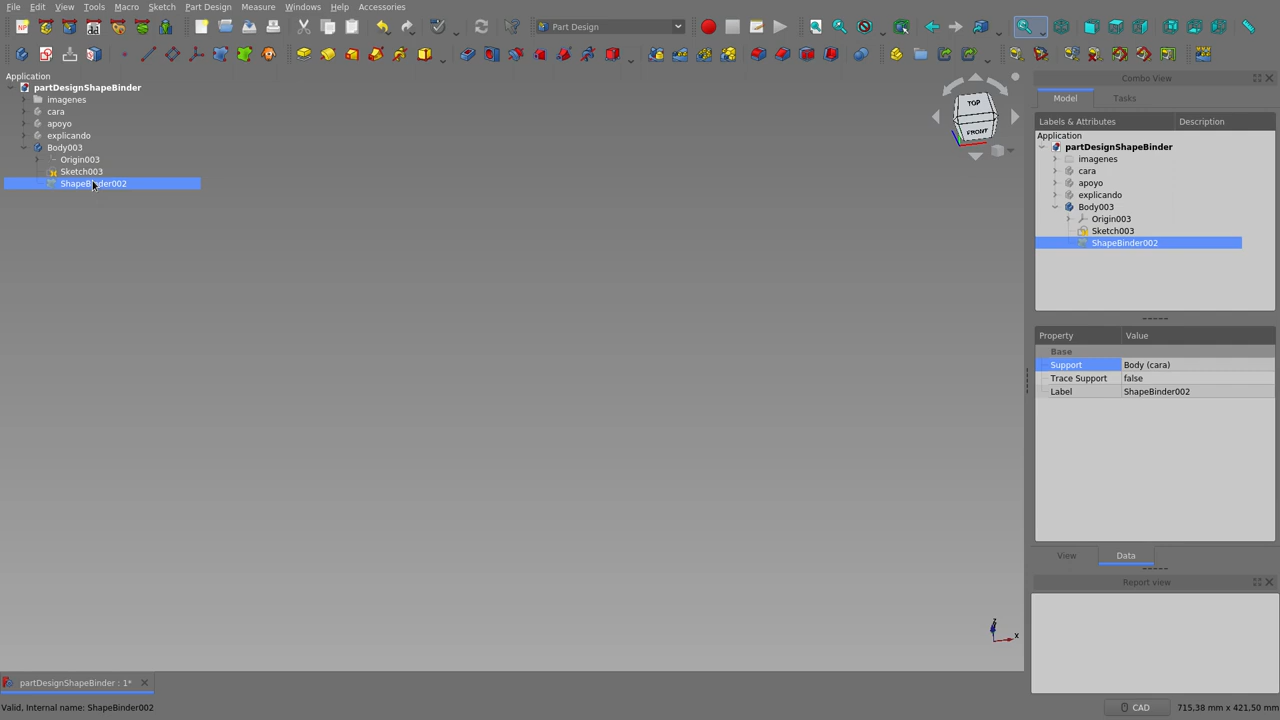 File Edit View Tools Macro Sketch Part Design Measure Windows Help Accessories
Part Design
Application
partDesignShapeBinder
imagenes
cara
apoyo
explicando
Body003
Origin003
Sketch003
ShapeBinder002
TOP
FRONT
x
Combo View
Model Tasks
Labels & Attributes Description
Application
partDesignShapeBinder
imagenes
cara
apoyo
explicando
Body003
Origin003
Sketch003
ShapeBinder002
Property Value
Base
Support Body (cara)
Trace Support false
Label ShapeBinder002
View Data
Report view
partDesignShapeBinder : 1*
Valid, Internal name: ShapeBinder002
CAD 715,38 mm x 421,50 mm